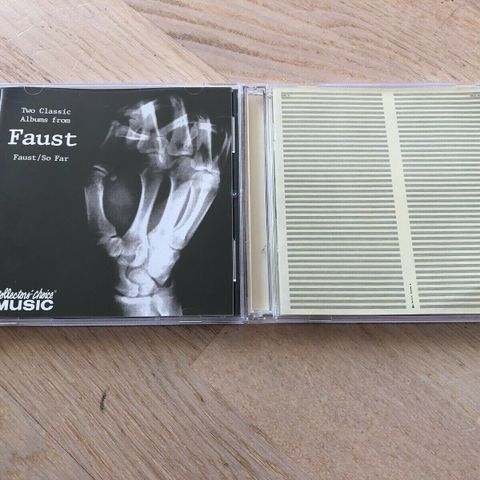 Two Classic
Albums from
Faust
Faust/So Far
Collectors' Choice
MUSIC